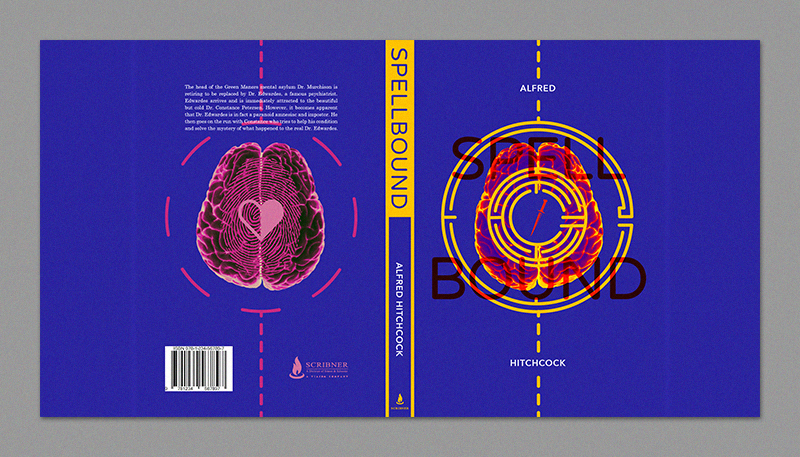 The head of the Green Manors mental asylum Dr. Murchison is
retiring to be replaced by Dr. Edwardes, a famous psychiatrist.
Edwardes arrives and is immediately attracted to the beautiful
but cold Dr. Constance Petersen. However, it becomes apparent
that Dr. Edwardes is in fact a paranoid amnesiac and impostor. He
then goes on the run with Constance who tries to help his condition
and solve the mystery of what happened to the real Dr. Edwardes.
SCRIBNER
SPELLBOUND
ALFRED HITCHCOCK
ALFRED
SPELL
BOUND
HITCHCOCK